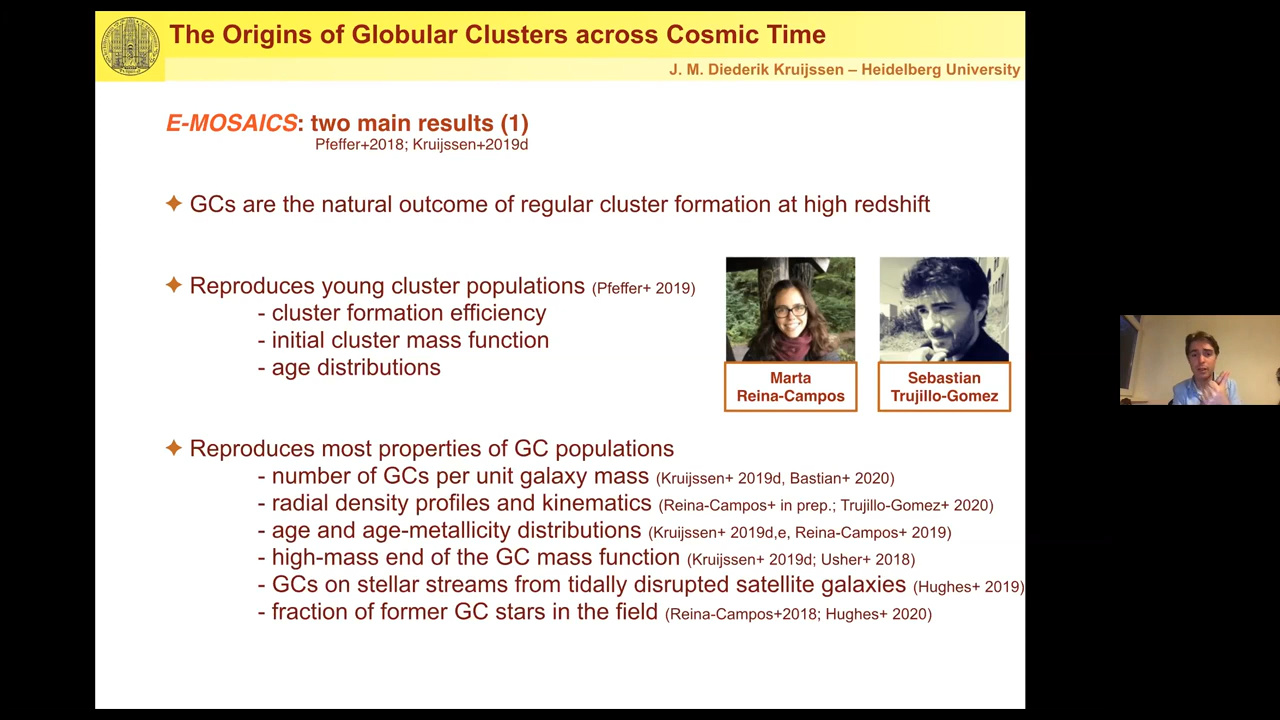 The Origins of Globular Clusters across Cosmic Time
J. M. Diederik Kruijssen – Heidelberg University
E-MOSAICS: two main results (1)
Pfeffer+2018; Kruijssen+2019d
✦ GCs are the natural outcome of regular cluster formation at high redshift
✦ Reproduces young cluster populations (Pfeffer+ 2019)
- cluster formation efficiency
- initial cluster mass function
- age distributions
Marta
Reina-Campos
Sebastian
Trujillo-Gomez
✦ Reproduces most properties of GC populations
- number of GCs per unit galaxy mass (Kruijssen+ 2019d, Bastian+ 2020)
- radial density profiles and kinematics (Reina-Campos+ in prep.; Trujillo-Gomez+ 2020)
- age and age-metallicity distributions (Kruijssen+ 2019d,e, Reina-Campos+ 2019)
- high-mass end of the GC mass function (Kruijssen+ 2019d; Usher+ 2018)
- GCs on stellar streams from tidally disrupted satellite galaxies (Hughes+ 2019)
- fraction of former GC stars in the field (Reina-Campos+2018; Hughes+ 2020)